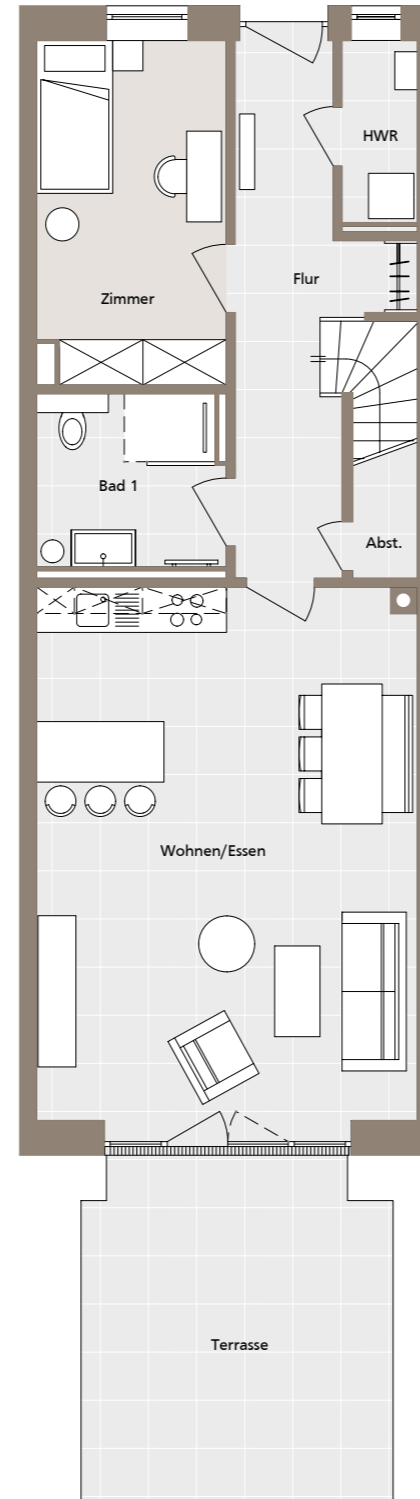 HWR
Flur
Zimmer
Bad 1
Abst.
Wohnen/Essen
Terrasse